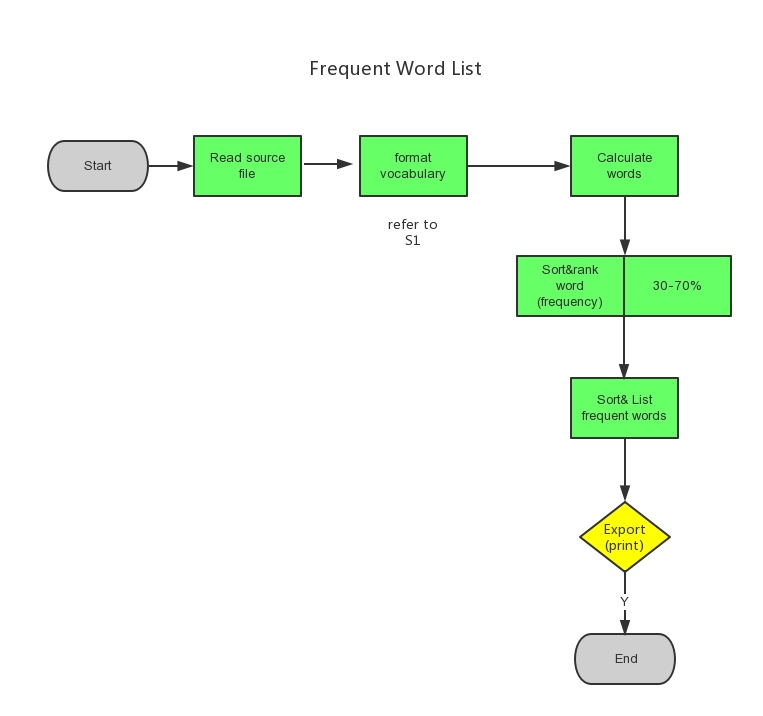 Frequent Word List
Start
Read source
file
format
vocabulary
Calculate
words
refer to
S1
Sort&rank
word
(frequency)
30-70%
Sort& List
frequent words
Export
(print)
Y
End